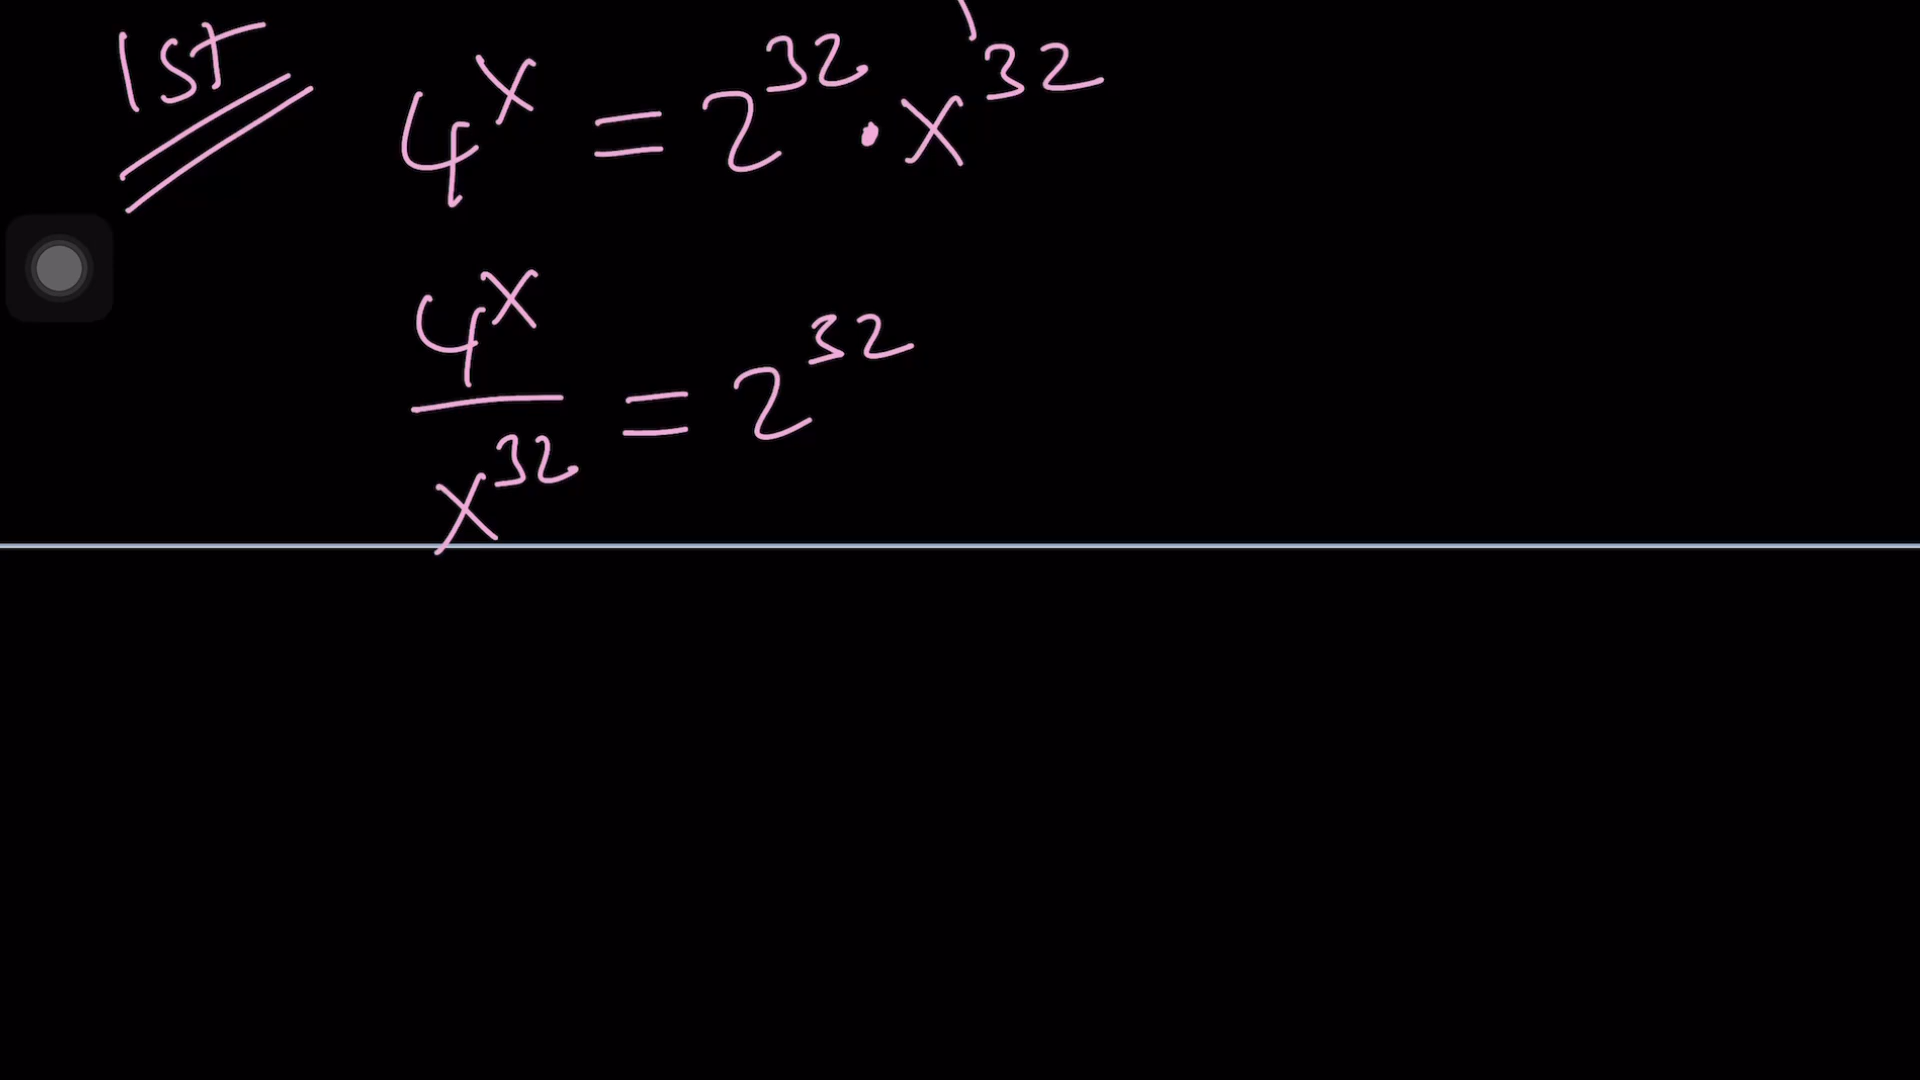 1st
4^x = 2^32 · x^32
4^x / x^32 = 2^32